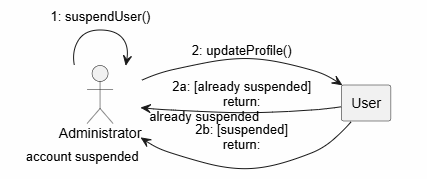 1: suspendUser()
2: updateProfile()
2a: [already suspended]
return:
already suspended
User
Administrator
2b: [suspended]
return:
account suspended